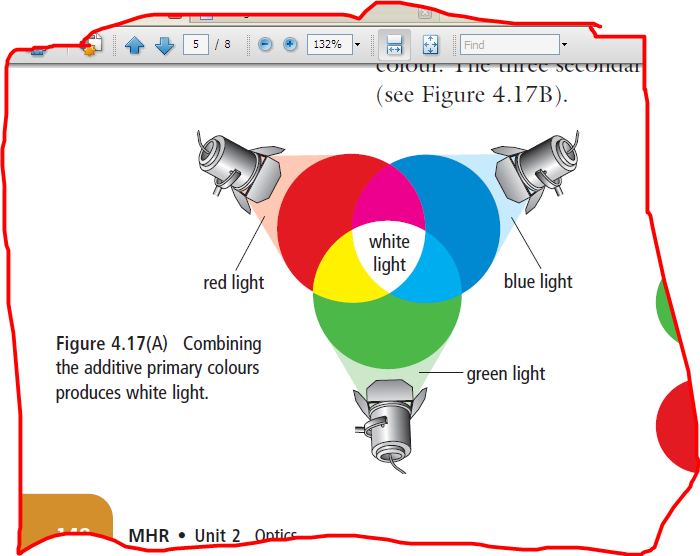 5 / 8
132%
Find
colour. The three secondar
(see Figure 4.17B).
white
light
red light
blue light
Figure 4.17(A) Combining
the additive primary colours
produces white light.
green light
MHR • Unit 2 Optics